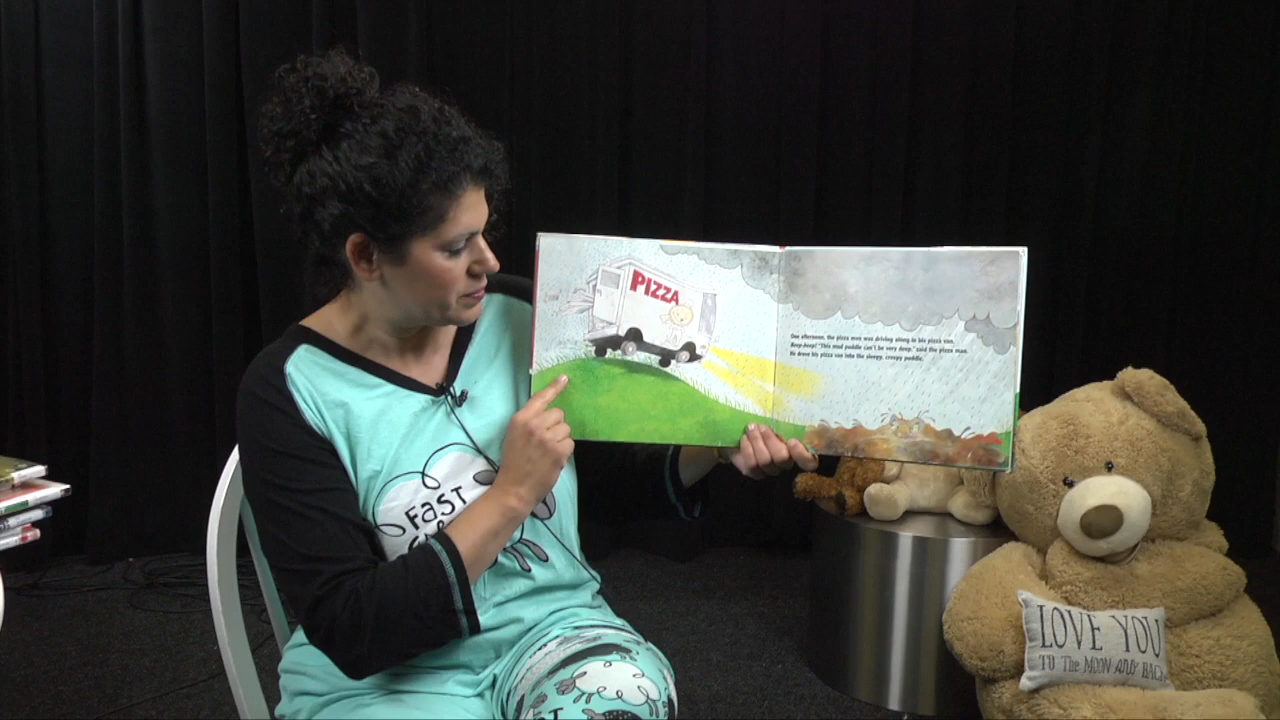 PIZZA
One afternoon, the pizza man was driving along in his pizza van.
Beep-beep! "This mud puddle can't be very deep," said the pizza man.
He drove his pizza van into the sloopy, creepy puddle.
FAST
LOVE YOU
TO The MOON AND BACK